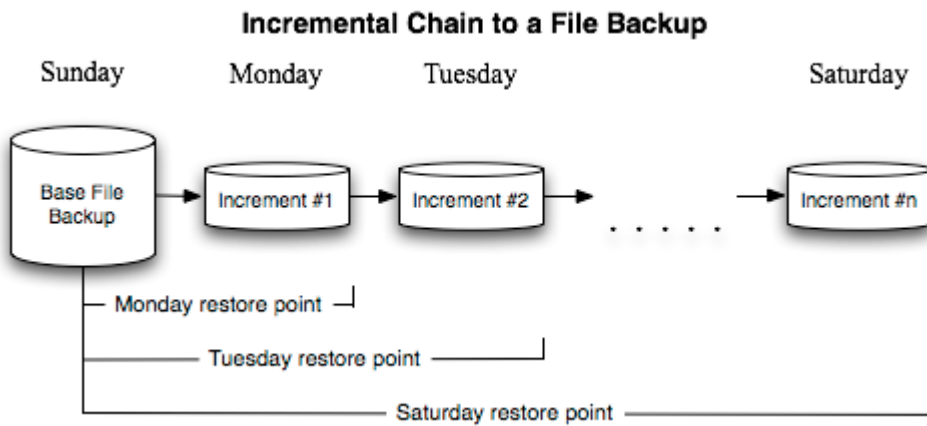 Incremental Chain to a File Backup
Sunday Monday Tuesday Saturday
Base File
Backup
Increment #1 Increment #2 . . . . . Increment #n
Monday restore point
Tuesday restore point
Saturday restore point